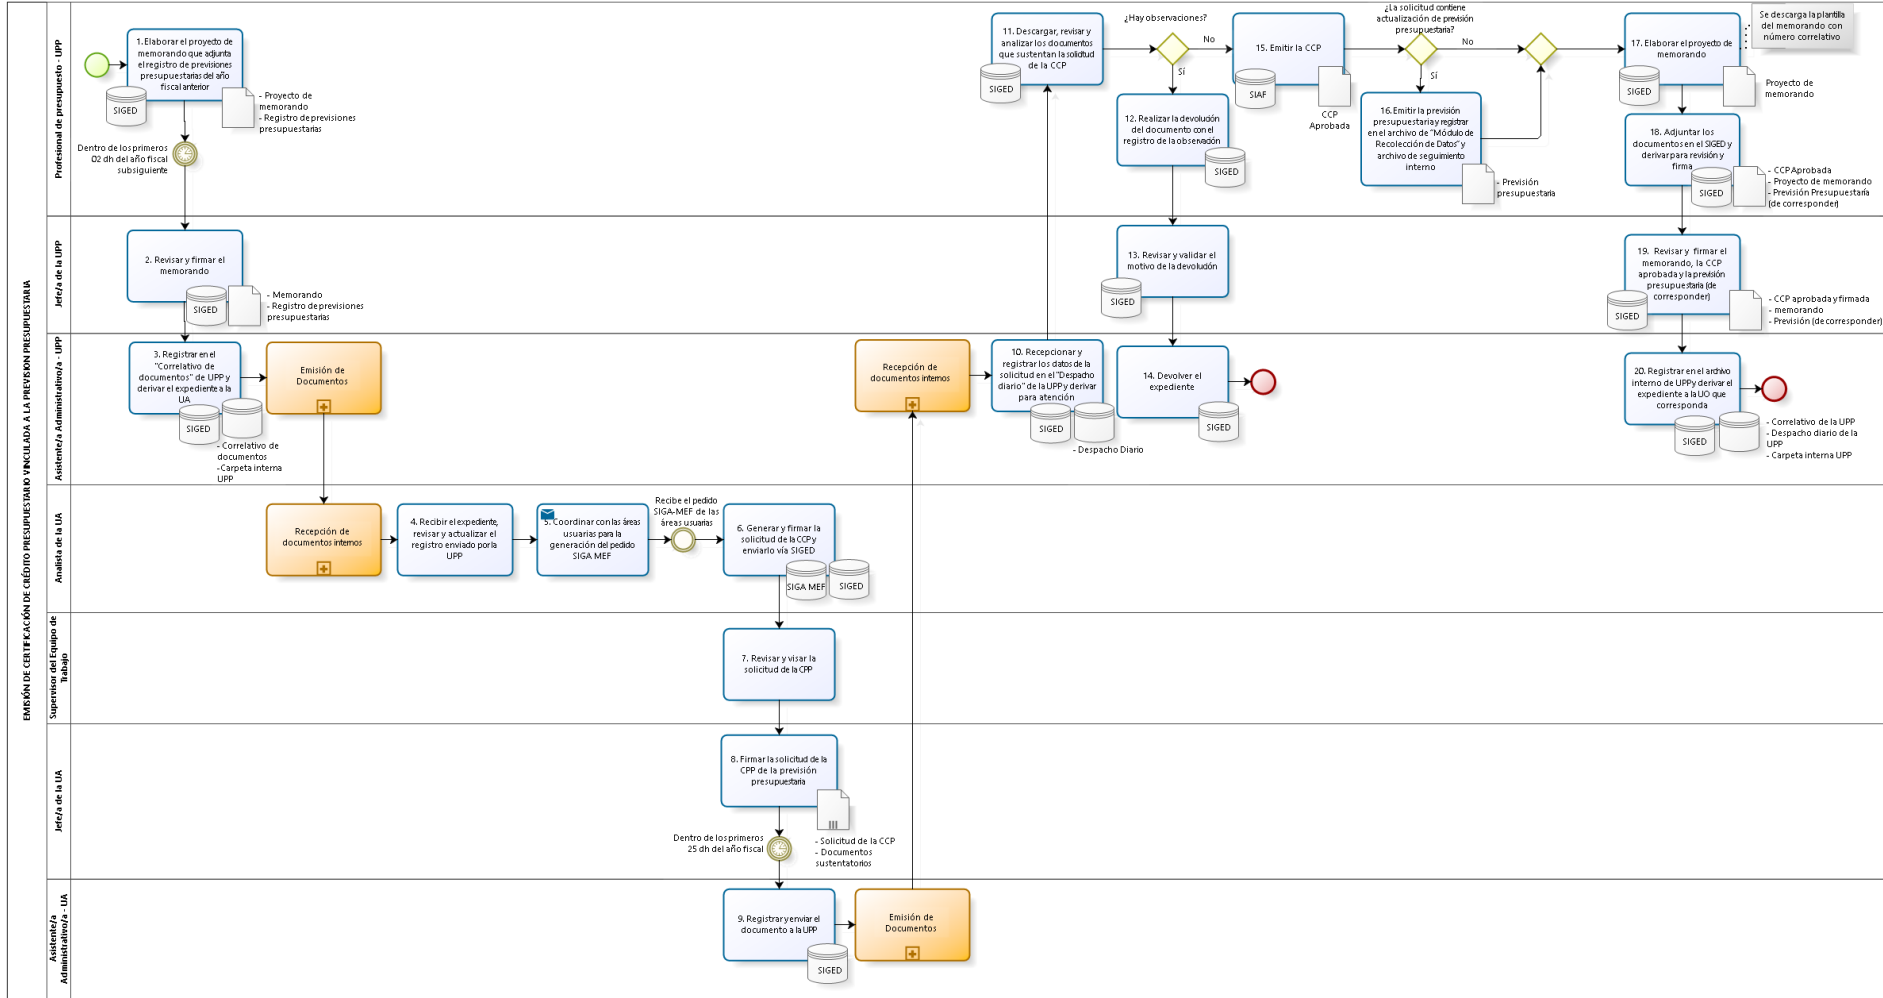 EMISIÓN DE CERTIFICACIÓN DE CRÉDITO PRESUPUESTARIO VINCULADA A LA PREVISION PRESUPUESTARIA
Profesional de presupuesto - UPP
1. Elaborar el proyecto de
memorando que adjunta
el registro de previsiones
presupuestarias del año
fiscal anterior
SIGED
- Proyecto de
memorando
- Registro de previsiones
presupuestarias
Dentro de los primeros
02 dh del año fiscal
subsiguiente
11. Descargar, revisar y
analizar los documentos
que sustentan la solicitud
de la CCP
SIGED
¿Hay observaciones?
No
Sí
12. Realizar la devolución
del documento con el
registro de la observación
SIGED
15. Emitir la CCP
SIAF
CCP
Aprobada
¿La solicitud contiene
actualización de previsión
presupuestaria?
No
Sí
16. Emitir la previsión
presupuestaria y registrar
en el archivo de "Módulo de
Recolección de Datos" y
archivo de seguimiento
interno
- Previsión
presupuestaria
17. Elaborar el proyecto de
memorando
SIGED
Se descarga la plantilla
del memorando con
número correlativo
Proyecto de
memorando
18. Adjuntar los
documentos en el SIGED y
derivar para revisión y
firma
SIGED
- CCP Aprobada
- Proyecto de memorando
- Previsión Presupuestaría
(de corresponder)
Jefe/a de la UPP
2. Revisar y firmar el
memorando
SIGED
- Memorando
- Registro de previsiones
presupuestarias
13. Revisar y validar el
motivo de la devolución
SIGED
19. Revisar y firmar el
memorando, la CCP
aprobada y la previsión
presupuestaria (de
corresponder)
SIGED
- CCP aprobada y firmada
- memorando
- Previsión (de corresponder)
Asistente/a Administrativo/a - UPP
3. Registrar en el
"Correlativo de
documentos" de UPP y
derivar el expediente a la
UA
SIGED
- Correlativo de
documentos
- Carpeta interna
UPP
Emisión de
Documentos
Recepción de
documentos internos
10. Recepcionar y
registrar los datos de la
solicitud en el "Despacho
diario" de la UPP y derivar
para atención
SIGED
- Despacho Diario
14. Devolver el
expediente
SIGED
20. Registrar en el archivo
interno de UPP y derivar el
expediente a la UO que
corresponda
SIGED
- Correlativo de la UPP
- Despacho diario de la
UPP
- Carpeta interna UPP
Analista de la UA
Recepción de
documentos internos
4. Recibir el expediente,
revisar y actualizar el
registro enviado por la
UPP
5. Coordinar con las áreas
usuarias para la
generación del pedido
SIGA MEF
Recibe el pedido
SIGA-MEF de las
áreas usuarias
6. Generar y firmar la
solicitud de la CCP y
enviarlo vía SIGED
SIGA MEF
SIGED
Supervisor del Equipo de
Trabajo
7. Revisar y visar la
solicitud de la CPP
Jefe/a de la UA
8. Firmar la solicitud de la
CPP de la previsión
presupuestaria
- Solicitud de la CCP
- Documentos
sustentatorios
Dentro de los primeros
25 dh del año fiscal
Asistente/a
Administrativo/a - UA
9. Registrar y enviar el
documento a la UPP
SIGED
Emisión de
Documentos